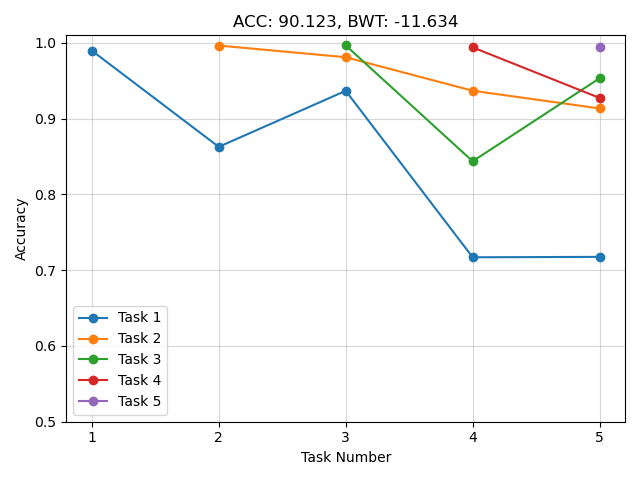 ACC: 90.123, BWT: -11.634
1.0
0.9
0.8
0.7
0.6
0.5
Accuracy
Task 1
Task 2
Task 3
Task 4
Task 5
1 2 3 4 5
Task Number